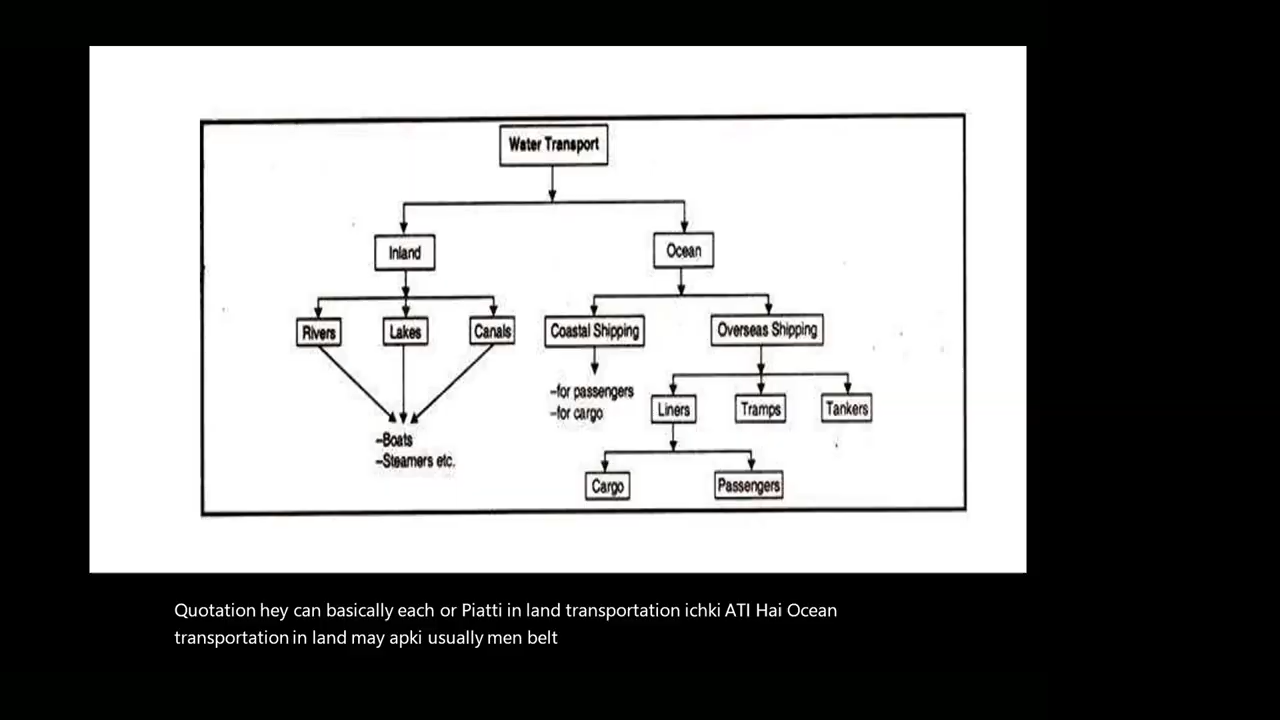 Water Transport
Inland
Ocean
Rivers
Lakes
Canals
Coastal Shipping
Overseas Shipping
–for passengers
–for cargo
Liners
Tramps
Tankers
–Boats
–Steamers etc.
Cargo
Passengers
Quotation hey can basically each or Piatti in land transportation ichki ATI Hai Ocean
transportation in land may apki usually men belt